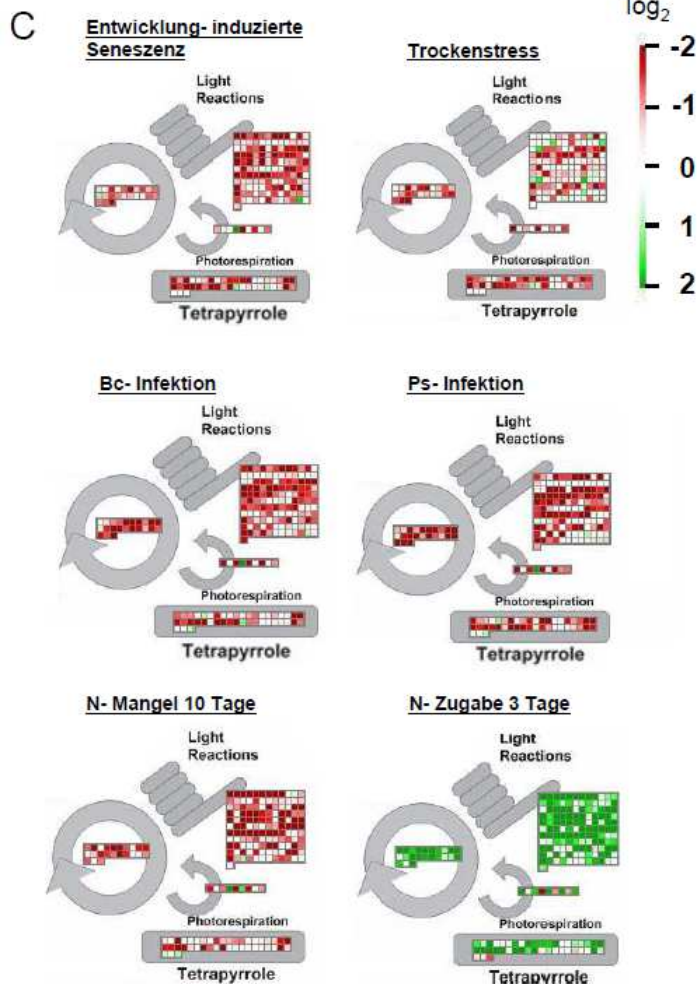 C
Entwicklung- induzierte
Seneszenz
Trockenstress
log2
-2
-1
0
1
2
Light
Reactions
Photorespiration
Tetrapyrrole
Light
Reactions
Photorespiration
Tetrapyrrole
Bc- Infektion
Ps- Infektion
Light
Reactions
Photorespiration
Tetrapyrrole
Light
Reactions
Photorespiration
Tetrapyrrole
N- Mangel 10 Tage
N- Zugabe 3 Tage
Light
Reactions
Photorespiration
Tetrapyrrole
Light
Reactions
Photorespiration
Tetrapyrrole